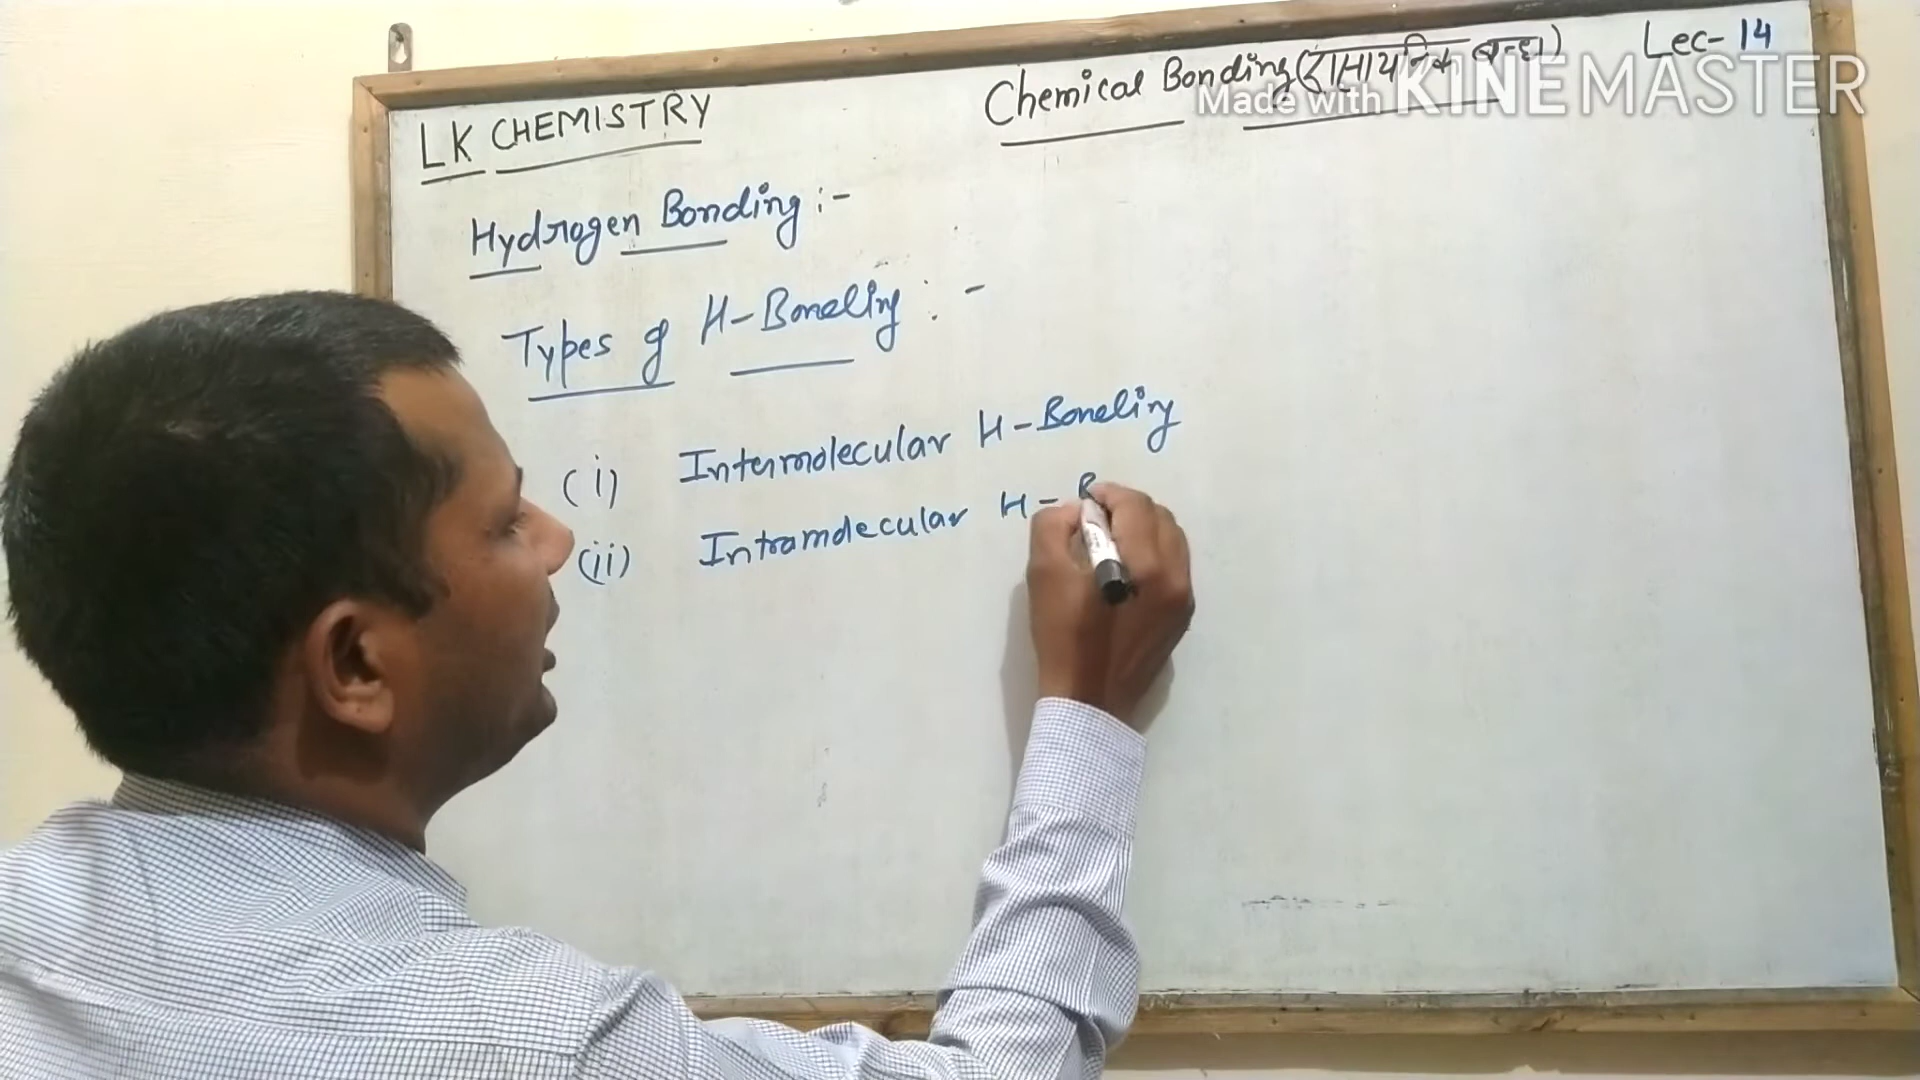 LK CHEMISTRY
Chemical Bonding (रासायनिक बन्ध) Lec-14
Made with KINEMASTER
Hydrogen Bonding :-
Types of H-Bonding : -
(i) Intermolecular H-Bonding
(ii) Intramolecular H- B